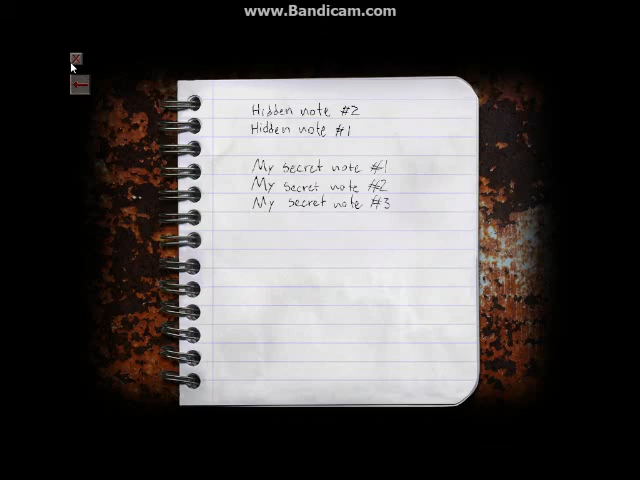 www.Bandicam.com
Hidden note #2
Hidden note #1
My secret note #1
My secret note #2
My secret note #3